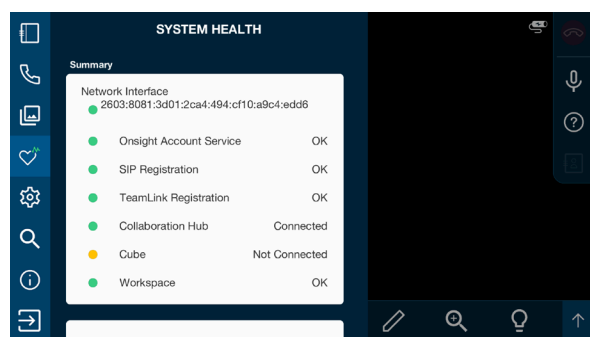 SYSTEM HEALTH
Summary
Network Interface
2603:8081:3d01:2ca4:494:cf10:a9c4:edd6
Onsight Account Service OK
SIP Registration OK
TeamLink Registration OK
Collaboration Hub Connected
Cube Not Connected
Workspace OK